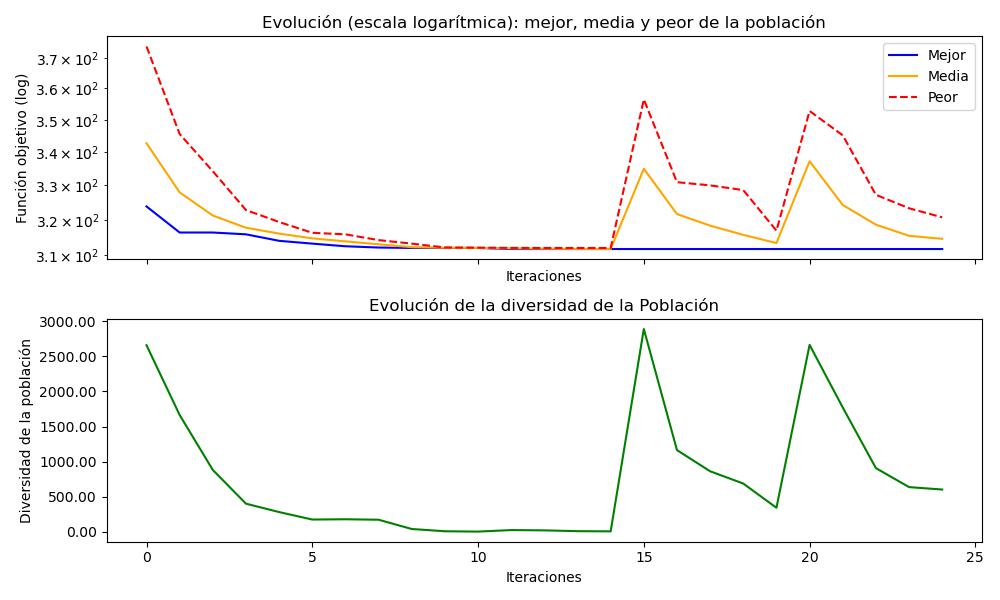 Evolución (escala logarítmica): mejor, media y peor de la población
Función objetivo (log)
3.7 × 10²
3.6 × 10²
3.5 × 10²
3.4 × 10²
3.3 × 10²
3.2 × 10²
3.1 × 10²
Mejor
Media
Peor
Iteraciones
Evolución de la diversidad de la Población
Diversidad de la población
3000.00
2500.00
2000.00
1500.00
1000.00
500.00
0.00
0 5 10 15 20 25
Iteraciones